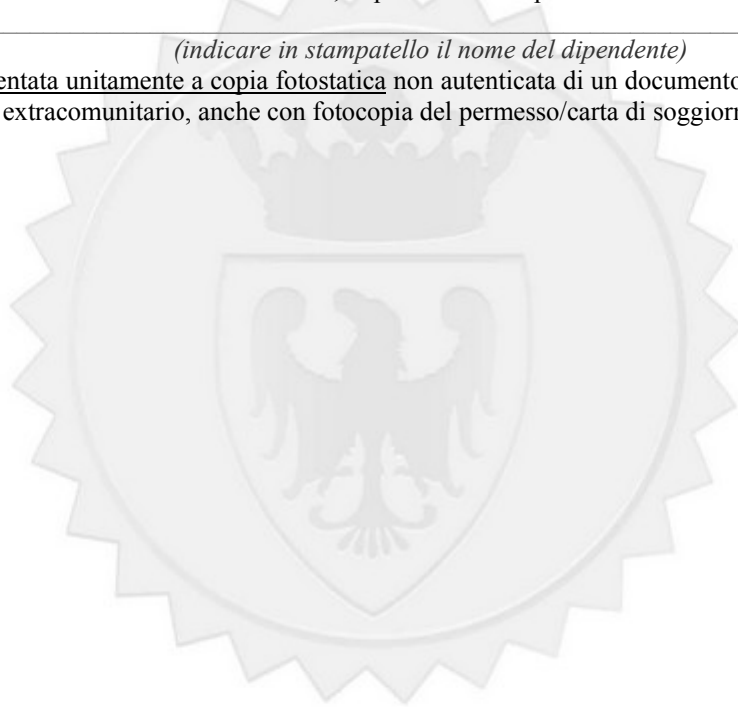 (indicare in stampatello il nome del dipendente)
entata unitamente a copia fotostatica non autenticata di un documento
extracomunitario, anche con fotocopia del permesso/carta di soggiorn